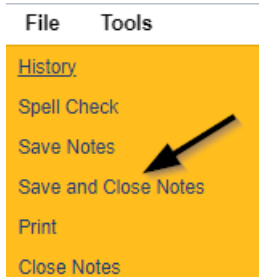 File Tools
History
Spell Check
Save Notes
Save and Close Notes
Print
Close Notes